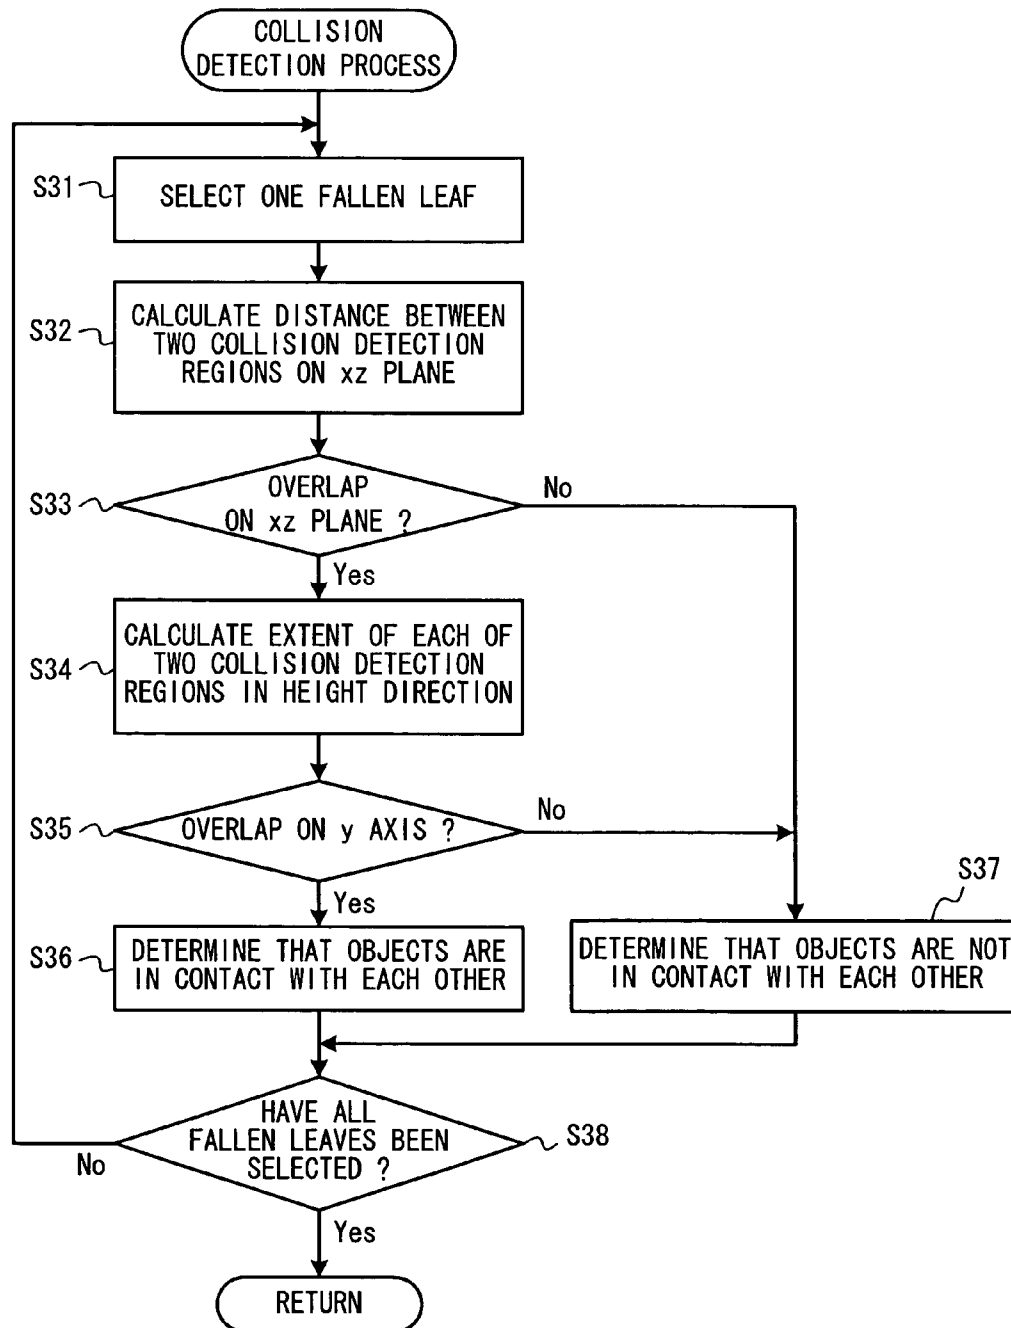 COLLISION
DETECTION PROCESS
S31
SELECT ONE FALLEN LEAF
S32
CALCULATE DISTANCE BETWEEN
TWO COLLISION DETECTION
REGIONS ON xz PLANE
S33
OVERLAP
ON xz PLANE ?
No
Yes
S34
CALCULATE EXTENT OF EACH OF
TWO COLLISION DETECTION
REGIONS IN HEIGHT DIRECTION
S35
OVERLAP ON y AXIS ?
No
Yes
S36
DETERMINE THAT OBJECTS ARE
IN CONTACT WITH EACH OTHER
S37
DETERMINE THAT OBJECTS ARE NOT
IN CONTACT WITH EACH OTHER
HAVE ALL
FALLEN LEAVES BEEN
SELECTED ?
S38
No
Yes
RETURN